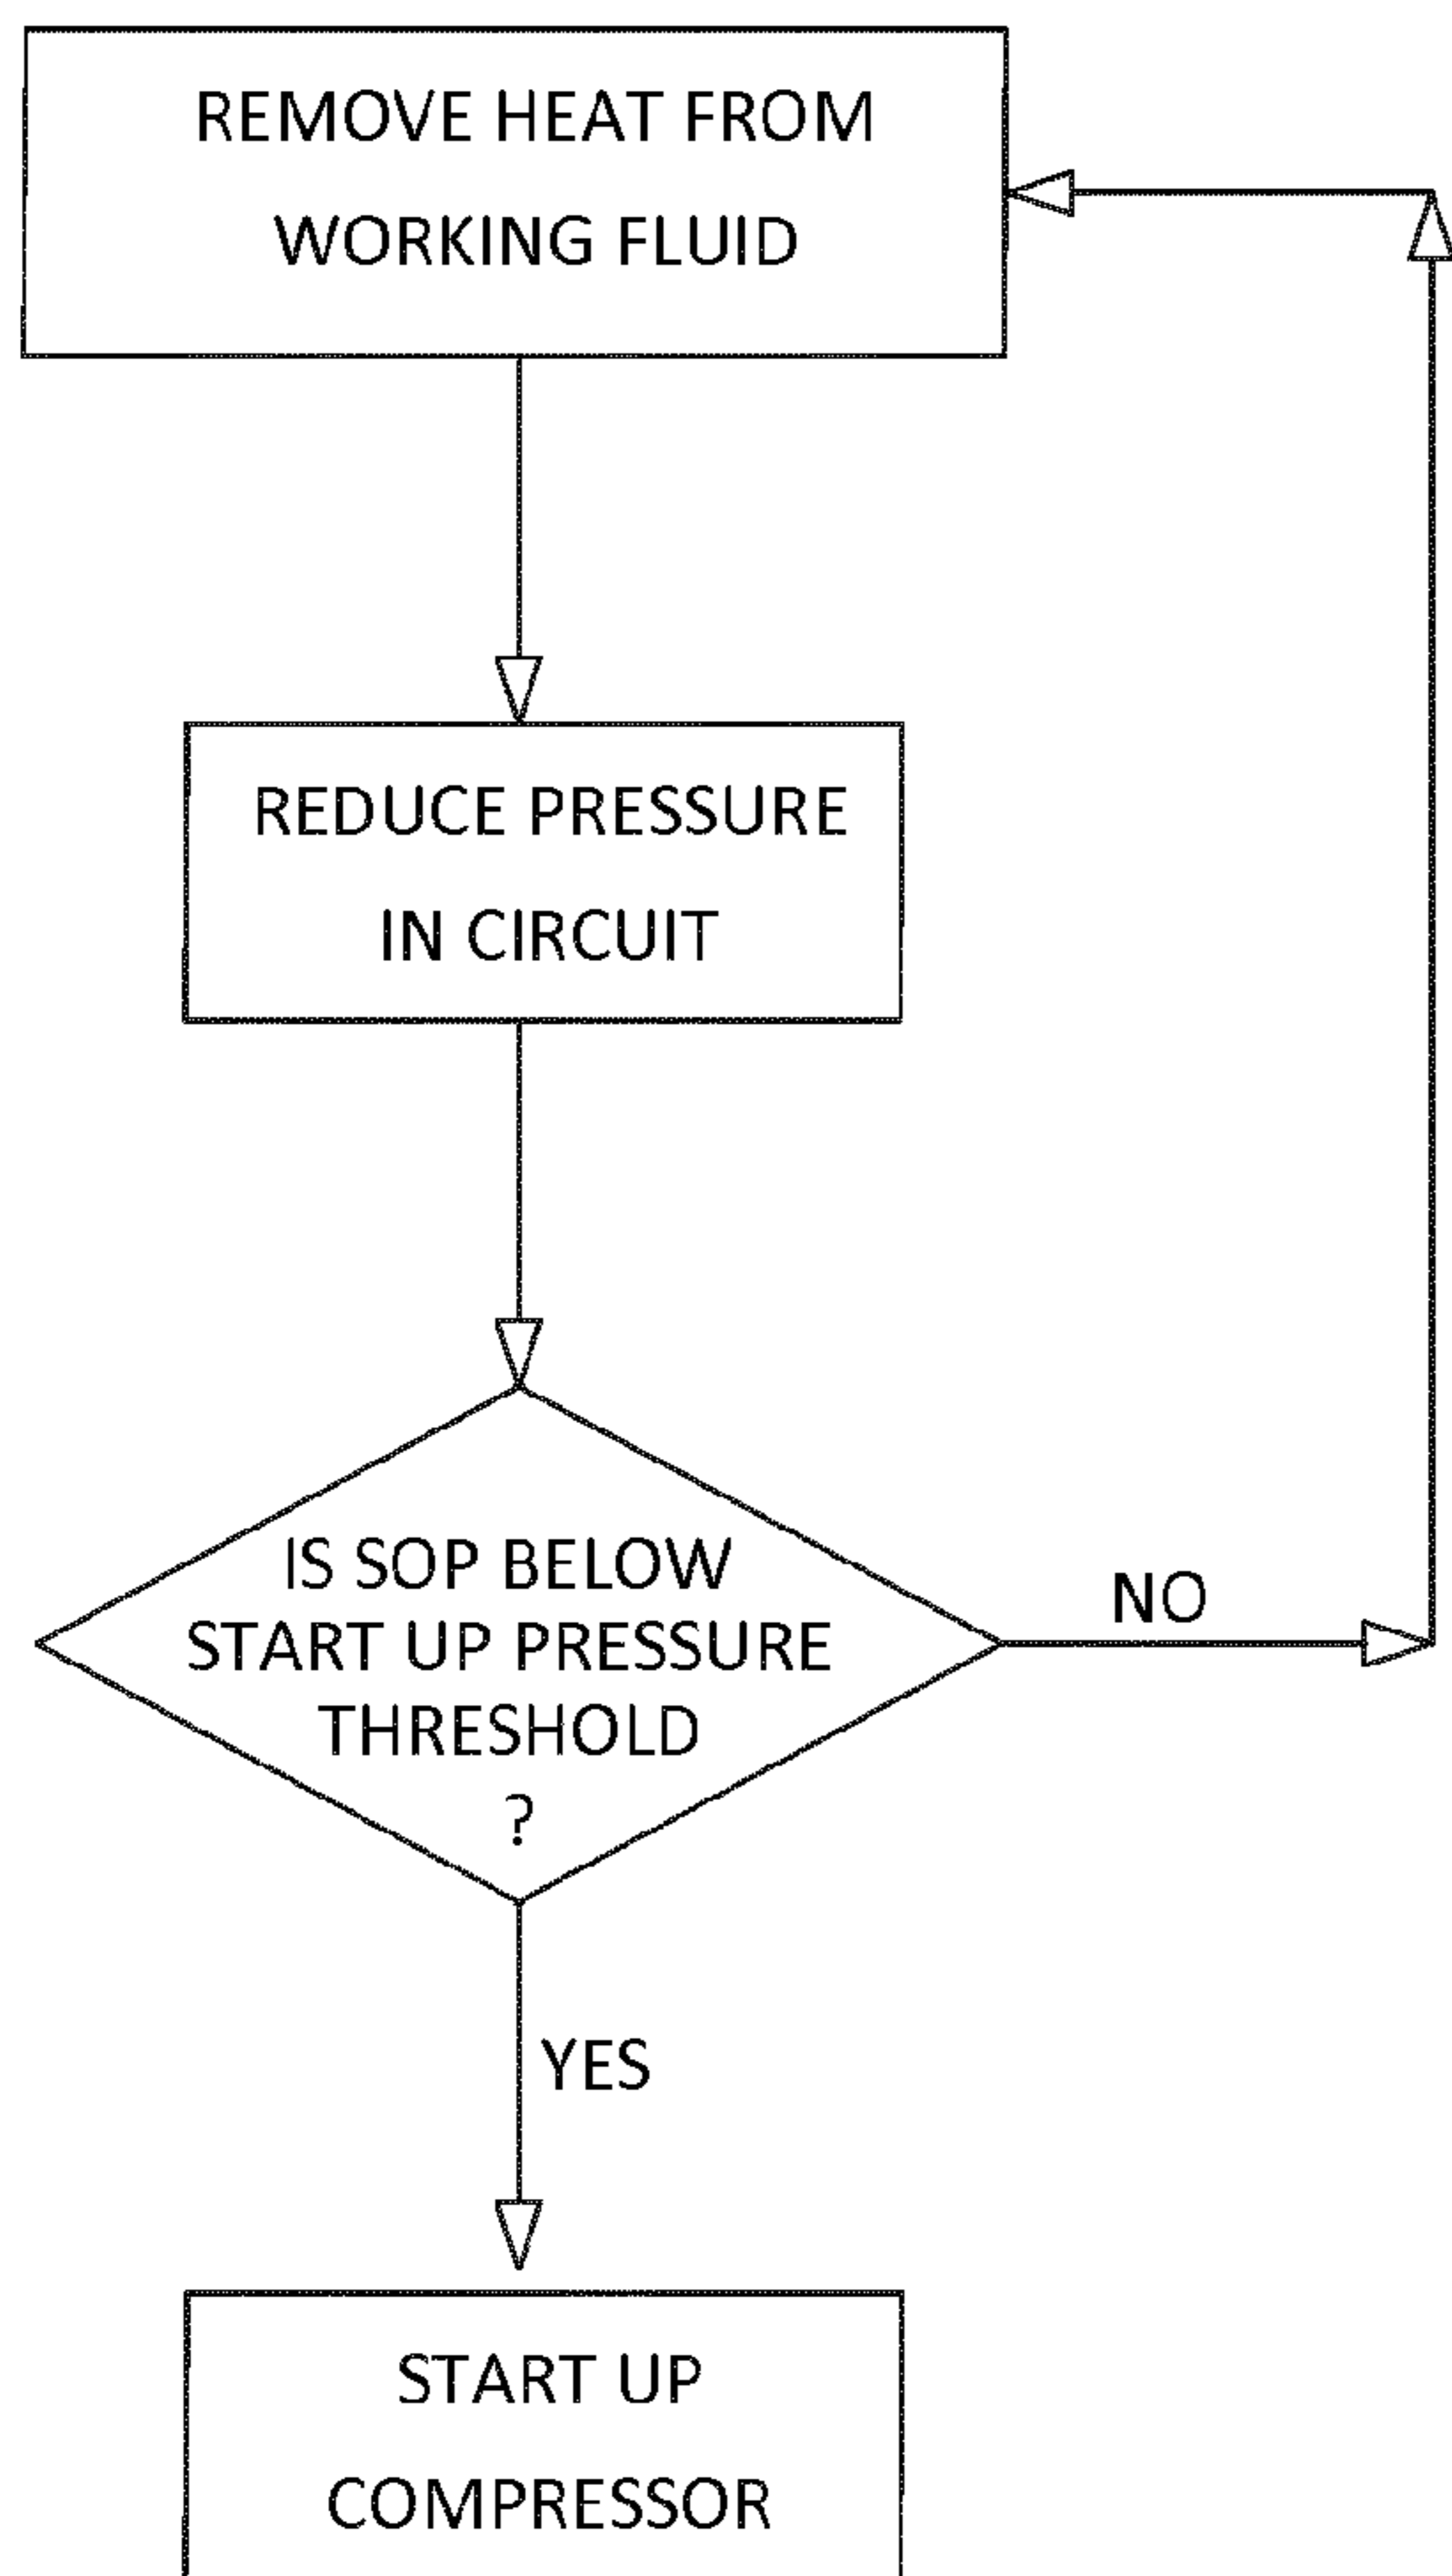 REMOVE HEAT FROM
WORKING FLUID
REDUCE PRESSURE
IN CIRCUIT
IS SOP BELOW
START UP PRESSURE
THRESHOLD
?
NO
YES
START UP
COMPRESSOR